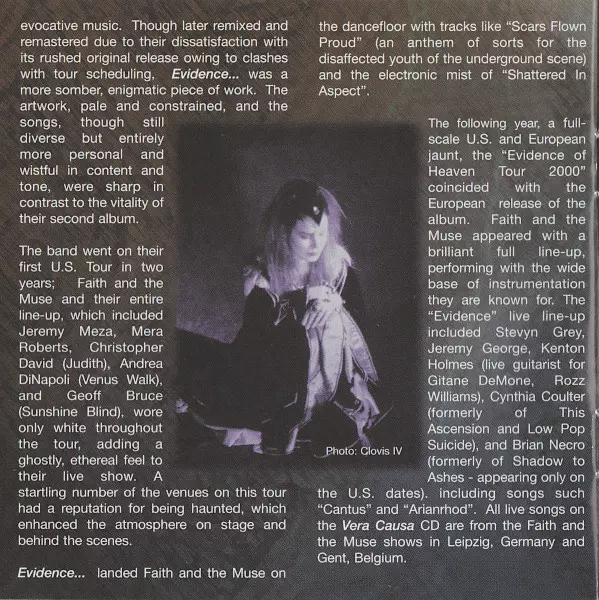 evocative music. Though later remixed and
remastered due to their dissatisfaction with
its rushed original release owing to clashes
with tour scheduling, Evidence... was a
more somber, enigmatic piece of work. The
artwork, pale and constrained, and the
songs, though still
diverse but entirely
more personal and
wistful in content and
tone, were sharp in
contrast to the vitality of
their second album.
The band went on their
first U.S. Tour in two
years; Faith and the
Muse and their entire
line-up, which included
Jeremy Meza, Mera
Roberts, Christopher
David (Judith), Andrea
DiNapoli (Venus Walk),
and Geoff Bruce
(Sunshine Blind), wore
only white throughout
the tour, adding a
ghostly, ethereal feel to
their live show. A
startling number of the venues on this tour
had a reputation for being haunted, which
enhanced the atmosphere on stage and
behind the scenes.
Evidence... landed Faith and the Muse on
the dancefloor with tracks like “Scars Flown
Proud” (an anthem of sorts for the
disaffected youth of the underground scene)
and the electronic mist of “Shattered In
Aspect”.
The following year, a full-
scale U.S. and European
jaunt, the “Evidence of
Heaven Tour 2000”
coincided with the
European release of the
album. Faith and the
Muse appeared with a
brilliant full line-up,
performing with the wide
base of instrumentation
they are known for. The
“Evidence” live line-up
included Stevyn Grey,
Jeremy George, Kenton
Holmes (live guitarist for
Gitane DeMone, Rozz
Williams), Cynthia Coulter
(formerly of This
Ascension and Low Pop
Suicide), and Brian Necro
(formerly of Shadow to
Ashes - appearing only on
the U.S. dates). including songs such
“Cantus” and “Arianrhod”. All live songs on
the Vera Causa CD are from the Faith and
the Muse shows in Leipzig, Germany and
Gent, Belgium.
Photo: Clovis IV